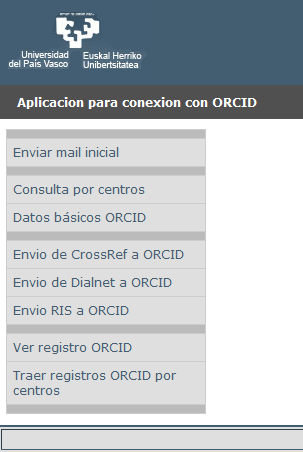 Universidad Euskal Herriko
del País Vasco Unibertsitatea
Aplicacion para conexion con ORCID
Enviar mail inicial
Consulta por centros
Datos básicos ORCID
Envio de CrossRef a ORCID
Envio de Dialnet a ORCID
Envio RIS a ORCID
Ver registro ORCID
Traer registros ORCID por
centros